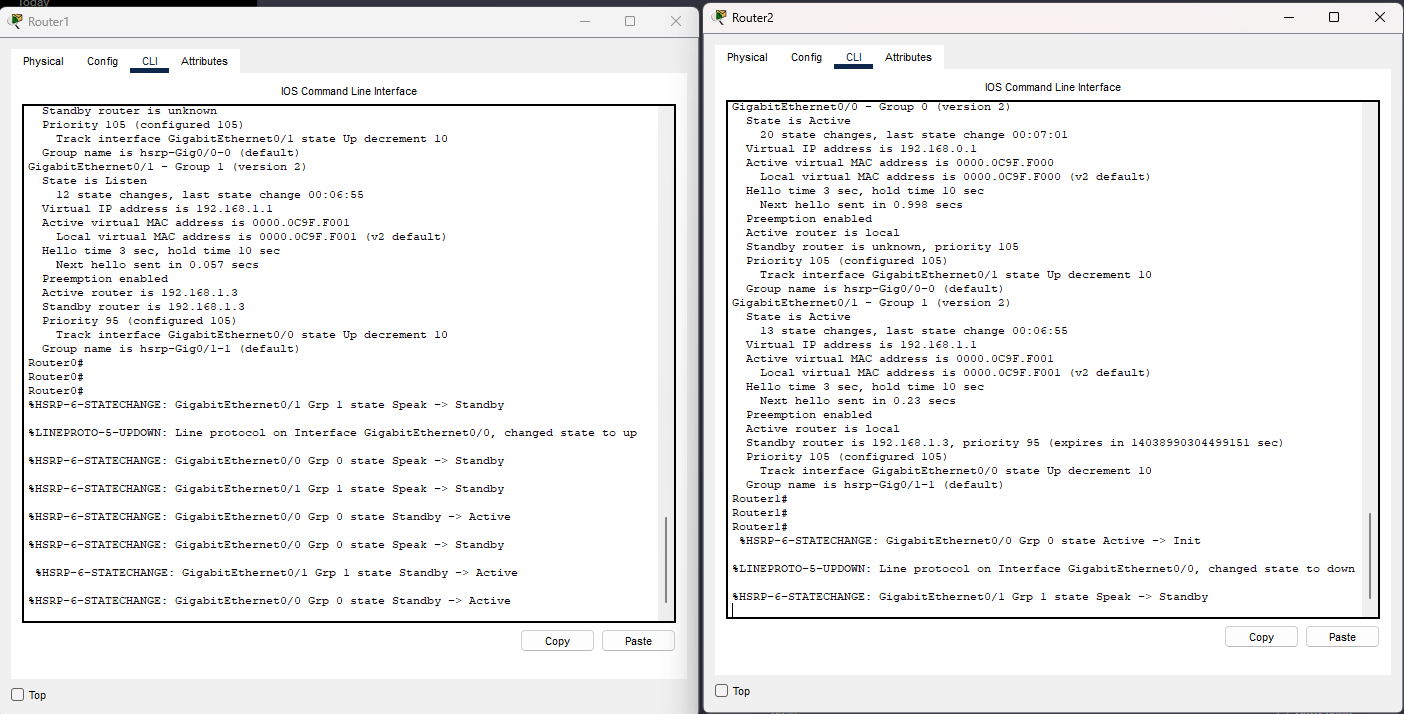 Today
Router1
Physical Config CLI Attributes
IOS Command Line Interface
Standby router is unknown
Priority 105 (configured 105)
Track interface GigabitEthernet0/1 state Up decrement 10
Group name is hsrp-Gig0/0-0 (default)
GigabitEthernet0/1 - Group 1 (version 2)
State is Listen
12 state changes, last state change 00:06:55
Virtual IP address is 192.168.1.1
Active virtual MAC address is 0000.0C9F.F001
Local virtual MAC address is 0000.0C9F.F001 (v2 default)
Hello time 3 sec, hold time 10 sec
Next hello sent in 0.057 secs
Preemption enabled
Active router is 192.168.1.3
Standby router is 192.168.1.3
Priority 95 (configured 105)
Track interface GigabitEthernet0/0 state Up decrement 10
Group name is hsrp-Gig0/1-1 (default)
Router0#
Router0#
Router0#
%HSRP-6-STATECHANGE: GigabitEthernet0/1 Grp 1 state Speak -> Standby
%LINEPROTO-5-UPDOWN: Line protocol on Interface GigabitEthernet0/0, changed state to up
%HSRP-6-STATECHANGE: GigabitEthernet0/0 Grp 0 state Speak -> Standby
%HSRP-6-STATECHANGE: GigabitEthernet0/1 Grp 1 state Speak -> Standby
%HSRP-6-STATECHANGE: GigabitEthernet0/0 Grp 0 state Standby -> Active
%HSRP-6-STATECHANGE: GigabitEthernet0/0 Grp 0 state Speak -> Standby
%HSRP-6-STATECHANGE: GigabitEthernet0/1 Grp 1 state Standby -> Active
%HSRP-6-STATECHANGE: GigabitEthernet0/0 Grp 0 state Standby -> Active
Copy Paste
Top
Router2
Physical Config CLI Attributes
IOS Command Line Interface
GigabitEthernet0/0 - Group 0 (version 2)
State is Active
20 state changes, last state change 00:07:01
Virtual IP address is 192.168.0.1
Active virtual MAC address is 0000.0C9F.F000
Local virtual MAC address is 0000.0C9F.F000 (v2 default)
Hello time 3 sec, hold time 10 sec
Next hello sent in 0.998 secs
Preemption enabled
Active router is local
Standby router is unknown, priority 105
Priority 105 (configured 105)
Track interface GigabitEthernet0/1 state Up decrement 10
Group name is hsrp-Gig0/0-0 (default)
GigabitEthernet0/1 - Group 1 (version 2)
State is Active
13 state changes, last state change 00:06:55
Virtual IP address is 192.168.1.1
Active virtual MAC address is 0000.0C9F.F001
Local virtual MAC address is 0000.0C9F.F001 (v2 default)
Hello time 3 sec, hold time 10 sec
Next hello sent in 0.23 secs
Preemption enabled
Active router is local
Standby router is 192.168.1.3, priority 95 (expires in 14038990304499151 sec)
Priority 105 (configured 105)
Track interface GigabitEthernet0/0 state Up decrement 10
Group name is hsrp-Gig0/1-1 (default)
Router1#
Router1#
Router1#
%HSRP-6-STATECHANGE: GigabitEthernet0/0 Grp 0 state Active -> Init
%LINEPROTO-5-UPDOWN: Line protocol on Interface GigabitEthernet0/0, changed state to down
%HSRP-6-STATECHANGE: GigabitEthernet0/1 Grp 1 state Speak -> Standby
Copy Paste
Top